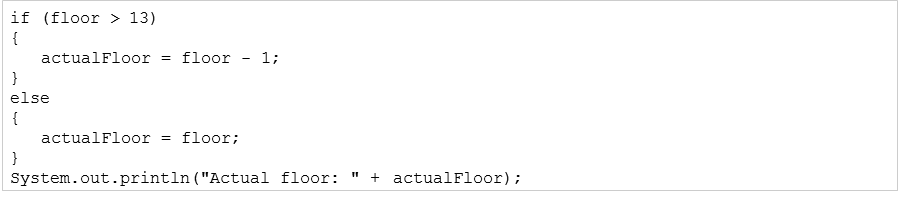 if (floor > 13)
{
   actualFloor = floor - 1;
}
else
{
   actualFloor = floor;
}
System.out.println("Actual floor: " + actualFloor);